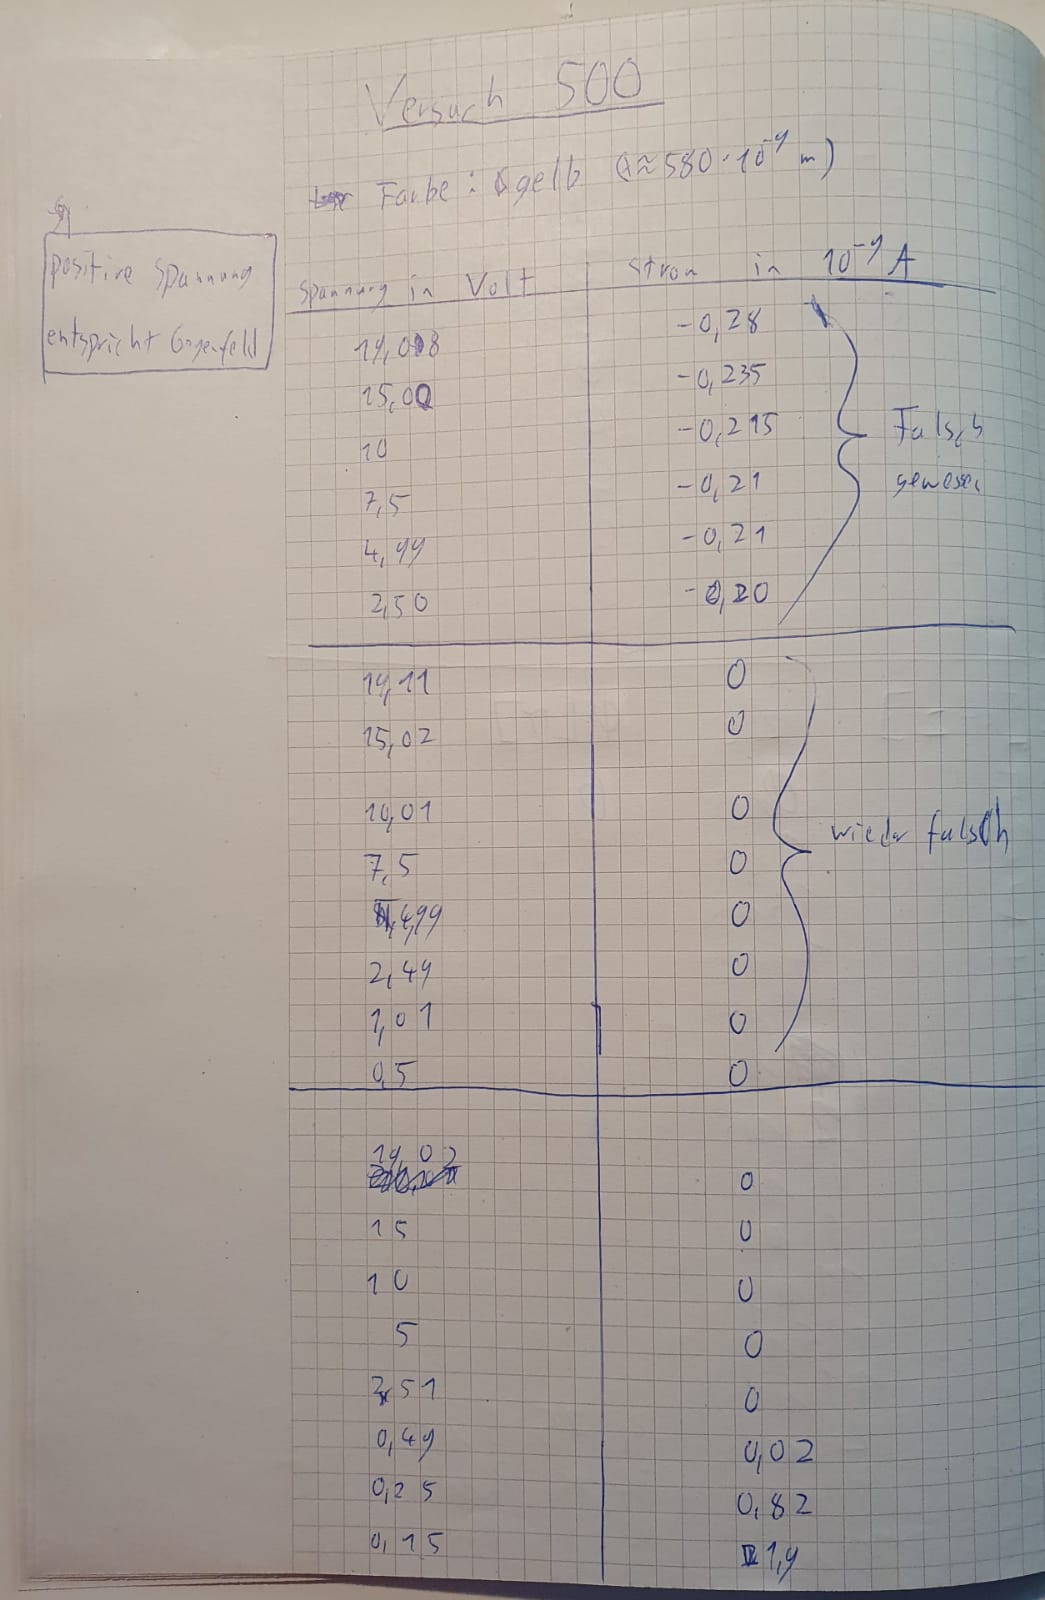 Versuch 500
Farbe: gelb (λ≈580·10⁻⁹ m)
positive Spannung
entspricht Gegenfeld
Spannung in Volt | Strom in 10⁻⁹ A
19,08 | -0,28
15,00 | -0,235
10 | -0,215
7,5 | -0,21
4,99 | -0,21
2,50 | -0,20
Falsch
gewesen
19,11 | 0
15,02 | 0
10,01 | 0
7,5 | 0
4,99 | 0
2,49 | 0
1,01 | 0
0,5 | 0
wieder falsch
19,02 | 0
15 | 0
10 | 0
5 | 0
2,51 | 0
0,49 | 0,02
0,25 | 0,82
0,15 | 1,9